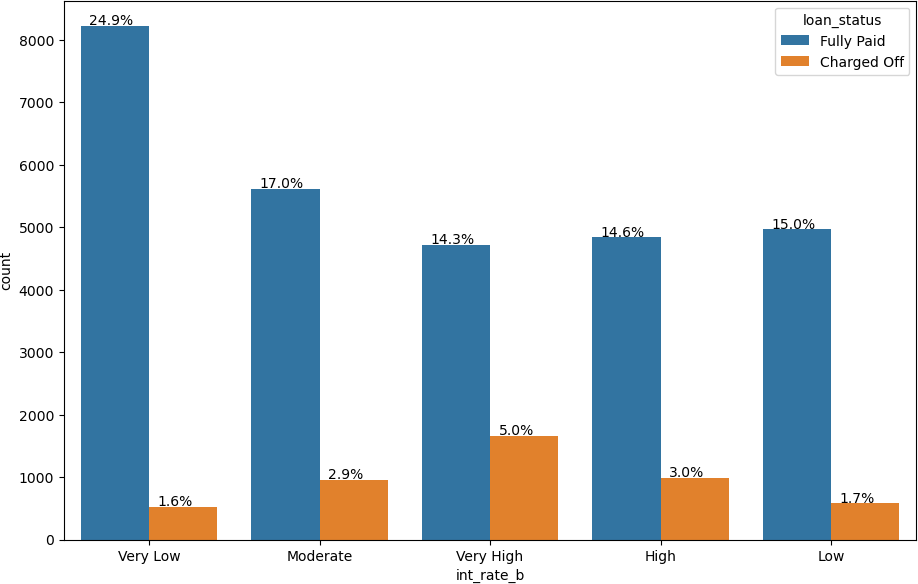 24.9%
17.0%
14.3%
14.6%
15.0%
1.6%
2.9%
5.0%
3.0%
1.7%
loan_status
Fully Paid
Charged Off
8000
7000
6000
5000
4000
3000
2000
1000
0
count
Very Low
Moderate
Very High
High
Low
int_rate_b